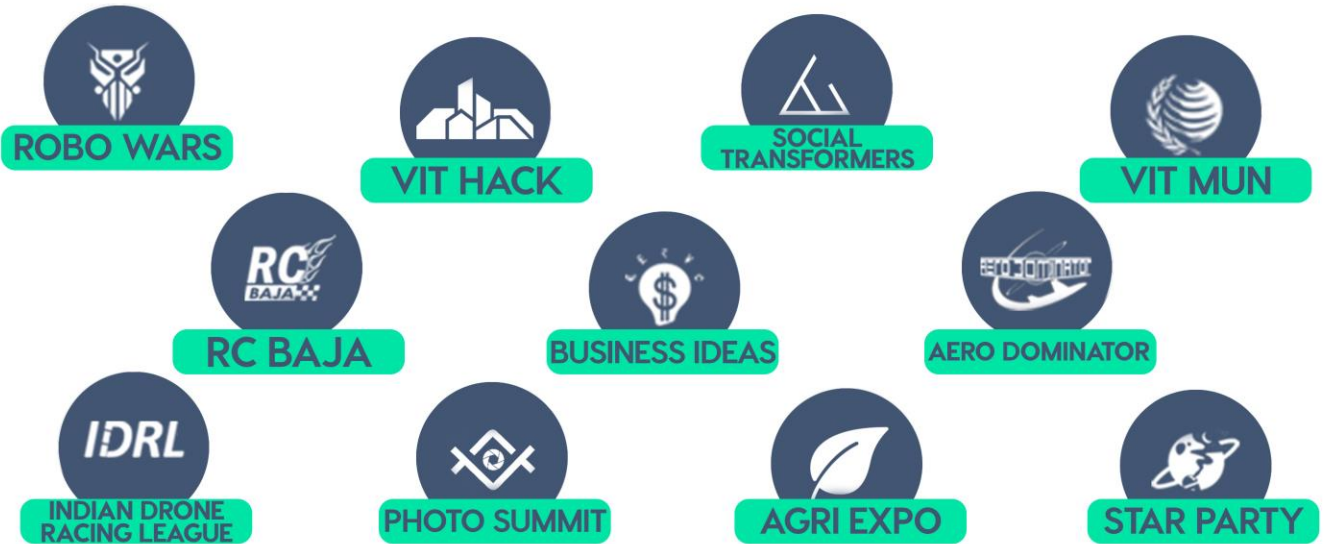 ROBO WARS
VIT HACK
SOCIAL
TRANSFORMERS
VIT MUN
RC
BAJA
RC BAJA
$
BUSINESS IDEAS
AERO DOMINATOR
IDRL
INDIAN DRONE
RACING LEAGUE
PHOTO SUMMIT
AGRI EXPO
STAR PARTY